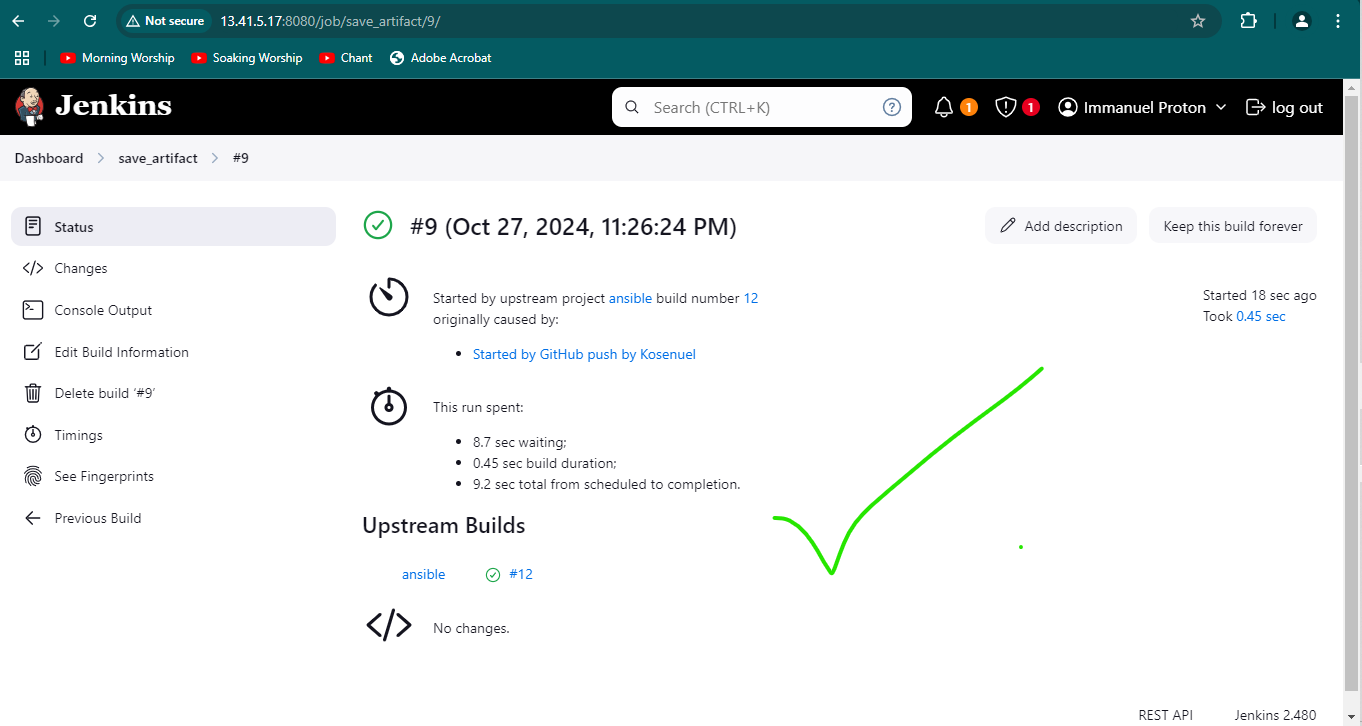 Not secure 13.41.5.17:8080/job/save_artifact/9/
Morning Worship Soaking Worship Chant Adobe Acrobat
Jenkins Search (CTRL+K) ? 1 1 Immanuel Proton log out
Dashboard save_artifact #9
Status
Changes
Console Output
Edit Build Information
Delete build ‘#9’
Timings
See Fingerprints
Previous Build
#9 (Oct 27, 2024, 11:26:24 PM)
Add description Keep this build forever
Started by upstream project ansible build number 12
originally caused by:
Started by GitHub push by Kosenuel
Started 18 sec ago
Took 0.45 sec
This run spent:
8.7 sec waiting;
0.45 sec build duration;
9.2 sec total from scheduled to completion.
Upstream Builds
ansible #12
No changes.
REST API Jenkins 2.480